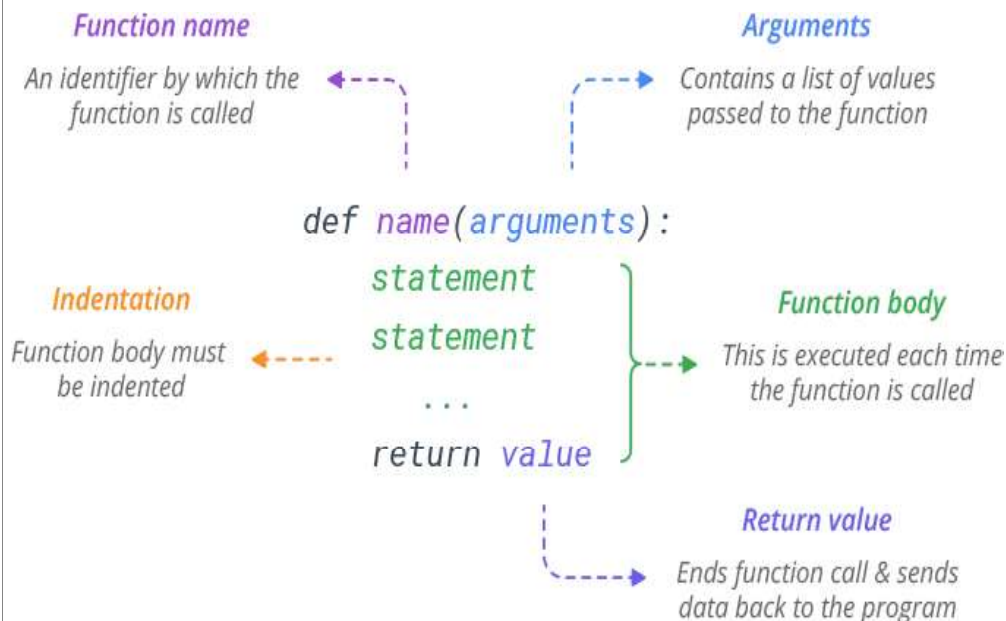 Function name
An identifier by which the
function is called
Arguments
Contains a list of values
passed to the function
def name(arguments):
statement
statement
...
return value
Indentation
Function body must
be indented
Function body
This is executed each time
the function is called
Return value
Ends function call & sends
data back to the program